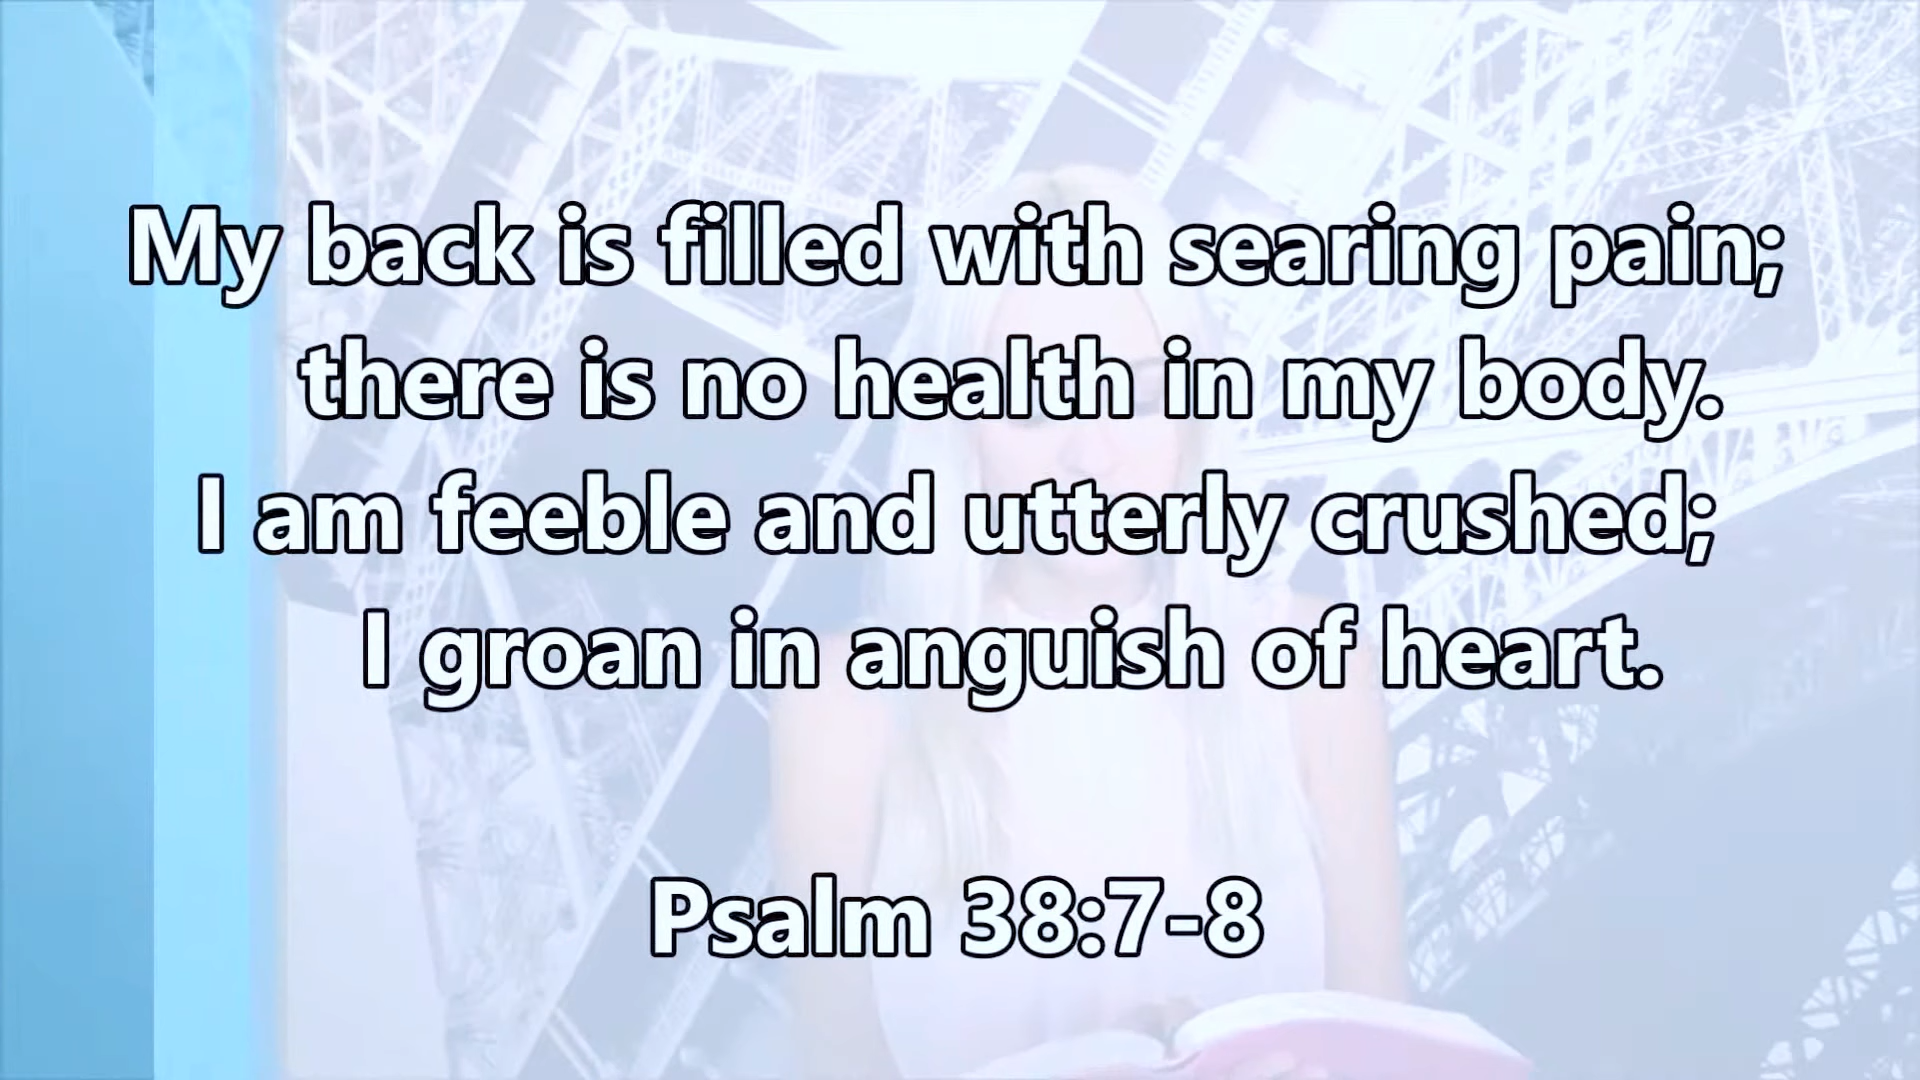 My back is filled with searing pain;
there is no health in my body.
I am feeble and utterly crushed;
I groan in anguish of heart.
Psalm 38:7-8